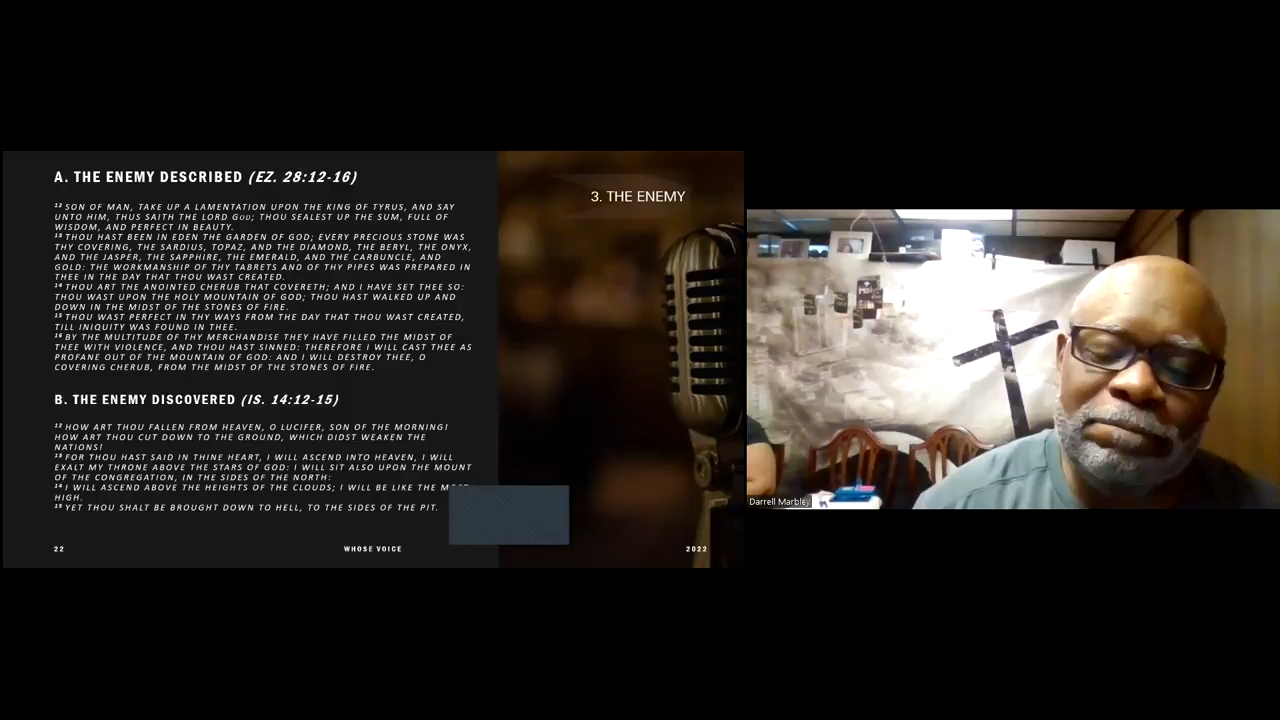 A. THE ENEMY DESCRIBED (EZ. 28:12-16)
12 SON OF MAN, TAKE UP A LAMENTATION UPON THE KING OF TYRUS, AND SAY
UNTO HIM, THUS SAITH THE LORD GOD; THOU SEALEST UP THE SUM, FULL OF
WISDOM, AND PERFECT IN BEAUTY.
13 THOU HAST BEEN IN EDEN THE GARDEN OF GOD; EVERY PRECIOUS STONE WAS
THY COVERING, THE SARDIUS, TOPAZ, AND THE DIAMOND, THE BERYL, THE ONYX,
AND THE JASPER, THE SAPPHIRE, THE EMERALD, AND THE CARBUNCLE, AND
GOLD: THE WORKMANSHIP OF THY TABRETS AND OF THY PIPES WAS PREPARED IN
THEE IN THE DAY THAT THOU WAST CREATED.
14 THOU ART THE ANOINTED CHERUB THAT COVERETH; AND I HAVE SET THEE SO:
THOU WAST UPON THE HOLY MOUNTAIN OF GOD; THOU HAST WALKED UP AND
DOWN IN THE MIDST OF THE STONES OF FIRE.
15 THOU WAST PERFECT IN THY WAYS FROM THE DAY THAT THOU WAST CREATED,
TILL INIQUITY WAS FOUND IN THEE.
16 BY THE MULTITUDE OF THY MERCHANDISE THEY HAVE FILLED THE MIDST OF
THEE WITH VIOLENCE, AND THOU HAST SINNED: THEREFORE I WILL CAST THEE AS
PROFANE OUT OF THE MOUNTAIN OF GOD: AND I WILL DESTROY THEE, O
COVERING CHERUB, FROM THE MIDST OF THE STONES OF FIRE.
B. THE ENEMY DISCOVERED (IS. 14:12-15)
12 HOW ART THOU FALLEN FROM HEAVEN, O LUCIFER, SON OF THE MORNING!
HOW ART THOU CUT DOWN TO THE GROUND, WHICH DIDST WEAKEN THE
NATIONS!
13 FOR THOU HAST SAID IN THINE HEART, I WILL ASCEND INTO HEAVEN, I WILL
EXALT MY THRONE ABOVE THE STARS OF GOD: I WILL SIT ALSO UPON THE MOUNT
OF THE CONGREGATION, IN THE SIDES OF THE NORTH:
14 I WILL ASCEND ABOVE THE HEIGHTS OF THE CLOUDS; I WILL BE LIKE THE MOST
HIGH.
15 YET THOU SHALT BE BROUGHT DOWN TO HELL, TO THE SIDES OF THE PIT.
22
WHOSE VOICE
2022
3. THE ENEMY
Darrell Marbley